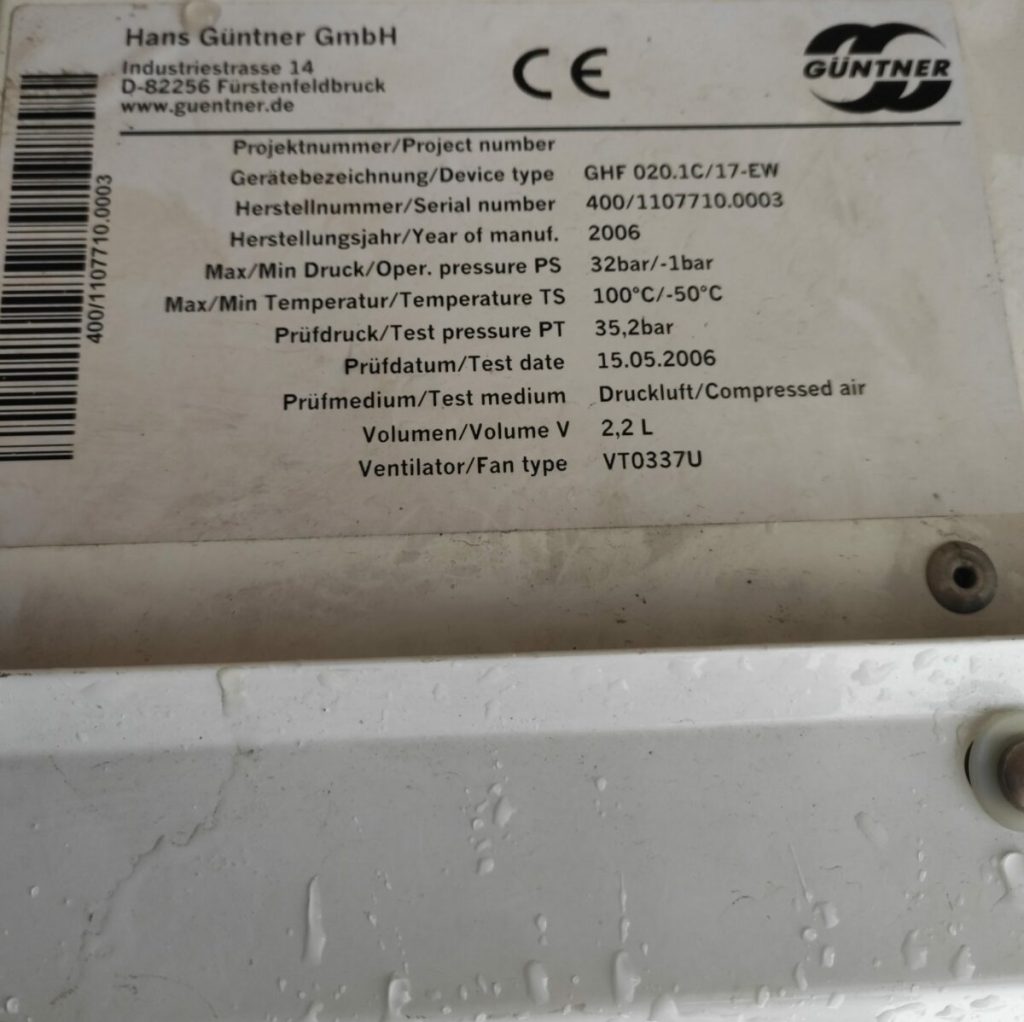 Hans Güntner GmbH
Industriestrasse 14
D-82256 Fürstenfeldbruck
www.guentner.de
CE
GÜNTNER
400/1107710.0003
Projektnummer/Project number
Gerätebezeichnung/Device type GHF 020.1C/17-EW
Herstellnummer/Serial number 400/1107710.0003
Herstellungsjahr/Year of manuf. 2006
Max/Min Druck/Oper. pressure PS 32bar/-1bar
Max/Min Temperatur/Temperature TS 100°C/-50°C
Prüfdruck/Test pressure PT 35,2bar
Prüfdatum/Test date 15.05.2006
Prüfmedium/Test medium Druckluft/Compressed air
Volumen/Volume V 2,2 L
Ventilator/Fan type VT0337U